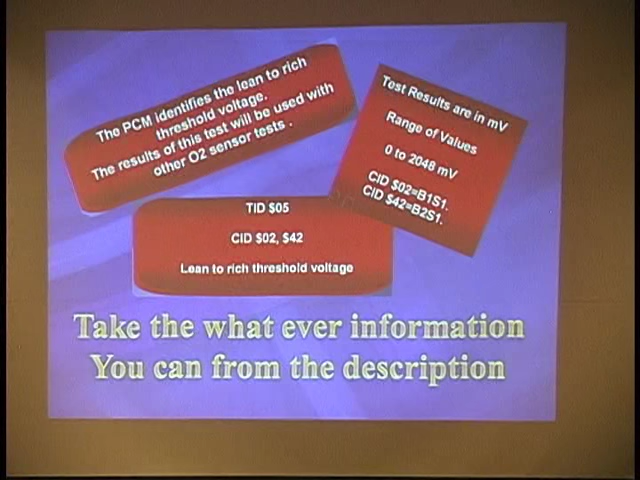 The PCM identifies the lean to rich
threshold voltage.
The results of this test will be used with
other O2 sensor tests .
Test Results are in mV
Range of Values
0 to 2048 mV
CID $02=B1S1.
CID $42=B2S1.
TID $05
CID $02, $42
Lean to rich threshold voltage
Take the what ever information
You can from the description